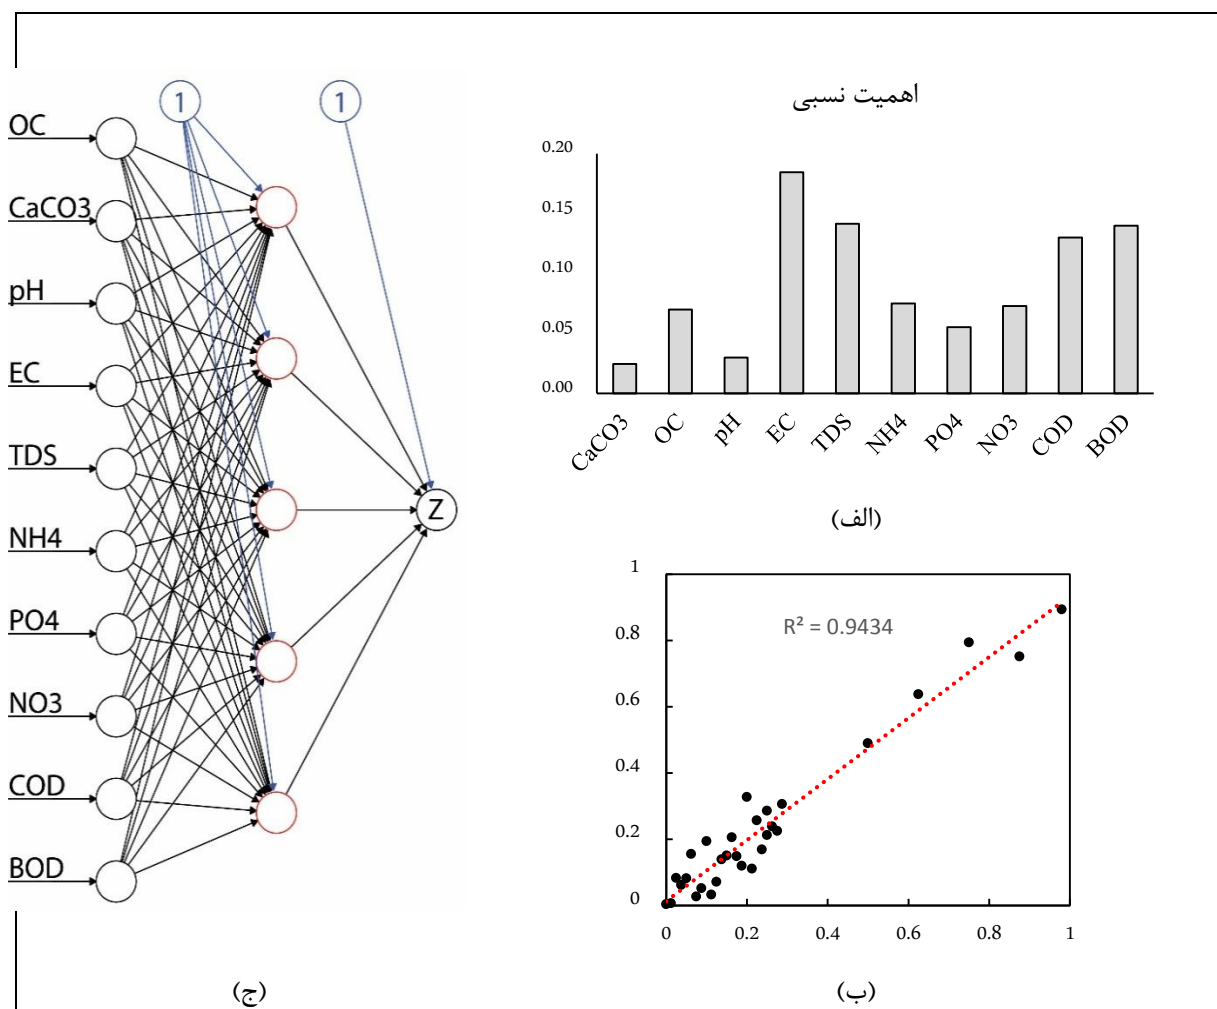 1
1
OC
CaCO3
pH
EC
TDS
NH4
PO4
NO3
COD
BOD
Z
(ج)
اهمیت نسبی
0.20
0.15
0.10
0.05
0.00
CaCO3
OC
pH
EC
TDS
NH4
PO4
NO3
COD
BOD
(الف)
1
0.8
0.6
0.4
0.2
0
R² = 0.9434
0 0.2 0.4 0.6 0.8 1
(ب)